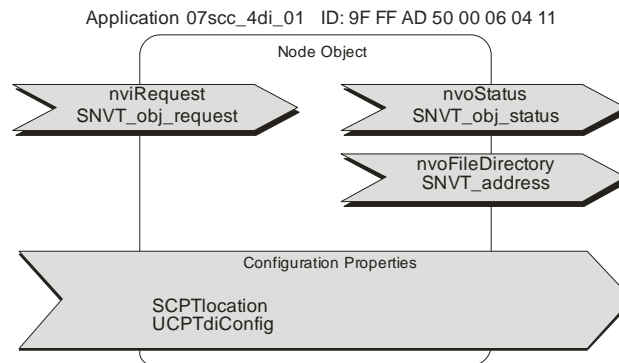 Application 07scc_4di_01 ID: 9F FF AD 50 00 06 04 11
Node Object
nviRequest
SNVT_obj_request
nvoStatus
SNVT_obj_status
nvoFileDirectory
SNVT_address
Configuration Properties
SCPTlocation
UCPTdiConfig